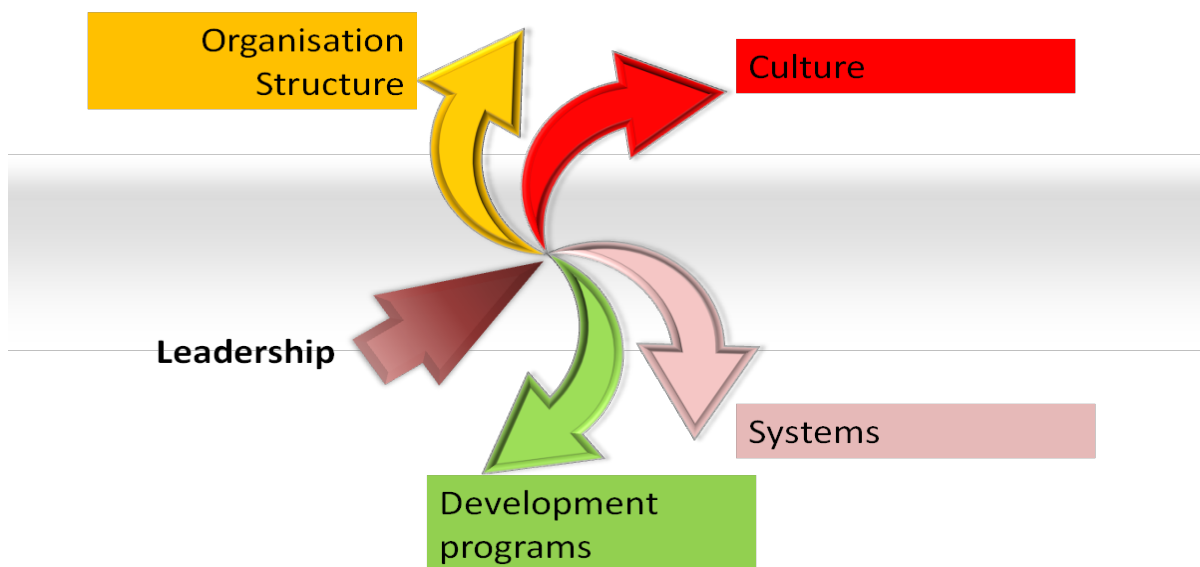 Organisation
Structure
Culture
Leadership
Systems
Development
programs